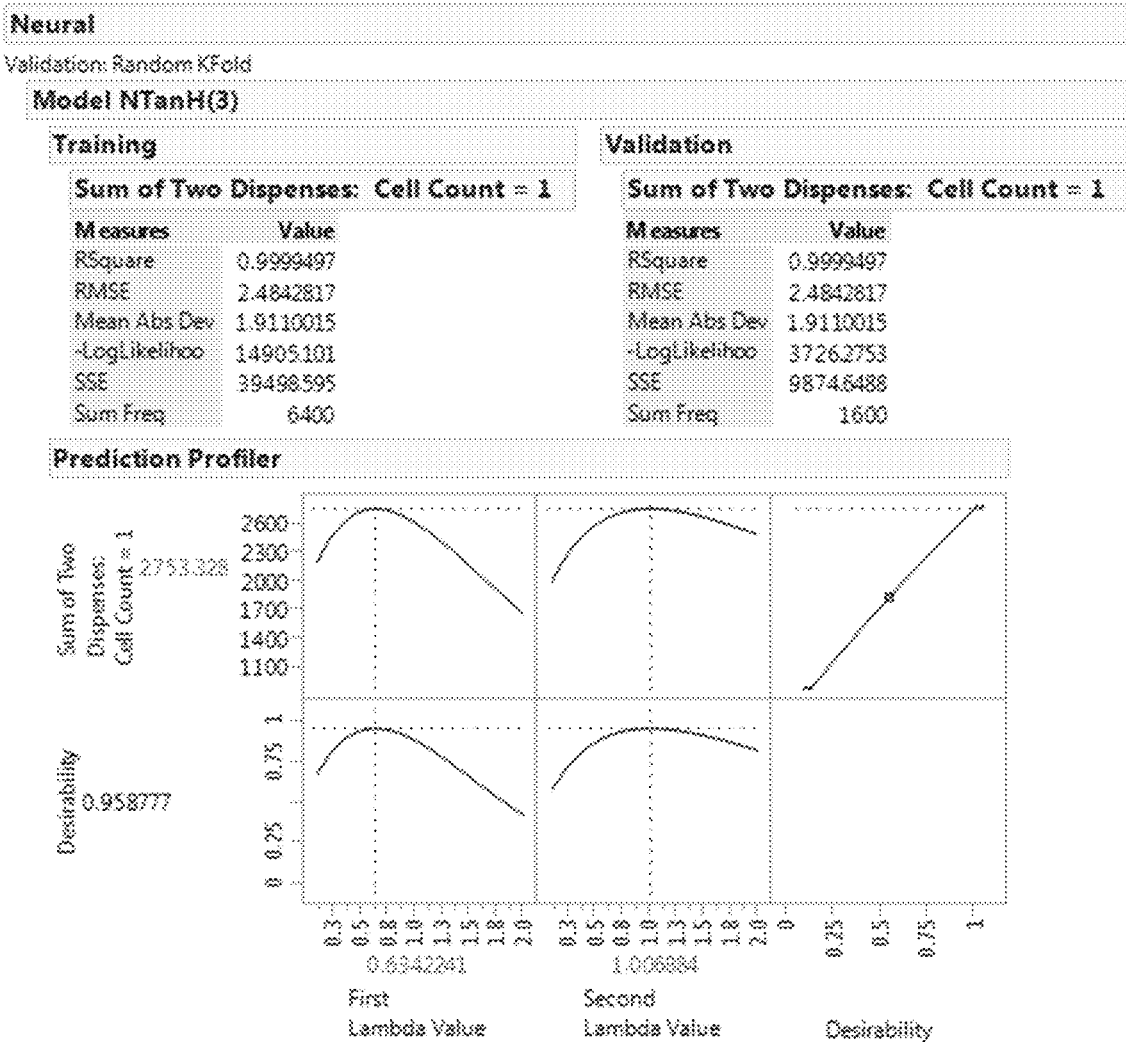 Neural
Validation: Random KFold
Model NTanH(3)
Training
Validation
Sum of Two Dispenses: Cell Count = 1
Sum of Two Dispenses: Cell Count = 1
Measures Value
RSquare 0.9999497
RMSE 2.4842817
Mean Abs Dev 1.9110015
-LogLikelihoo 14905.101
SSE 39498.595
Sum Freq 6400
Measures Value
RSquare 0.9999497
RMSE 2.4842817
Mean Abs Dev 1.9110015
-LogLikelihoo 3726.2753
SSE 9874.6488
Sum Freq 1600
Prediction Profiler
Sum of Two
Dispenses:
Cell Count = 1
2753.328
2600
2300
2000
1700
1400
1100
Desirability
0.958777
1
0.75
0.25
0
0.3 0.5 0.8 1.0 1.3 1.5 1.8 2.0
0.3 0.5 0.8 1.0 1.3 1.5 1.8 2.0
0 0.25 0.5 0.75 1
0.6342241
1.006884
First
Lambda Value
Second
Lambda Value
Desirability